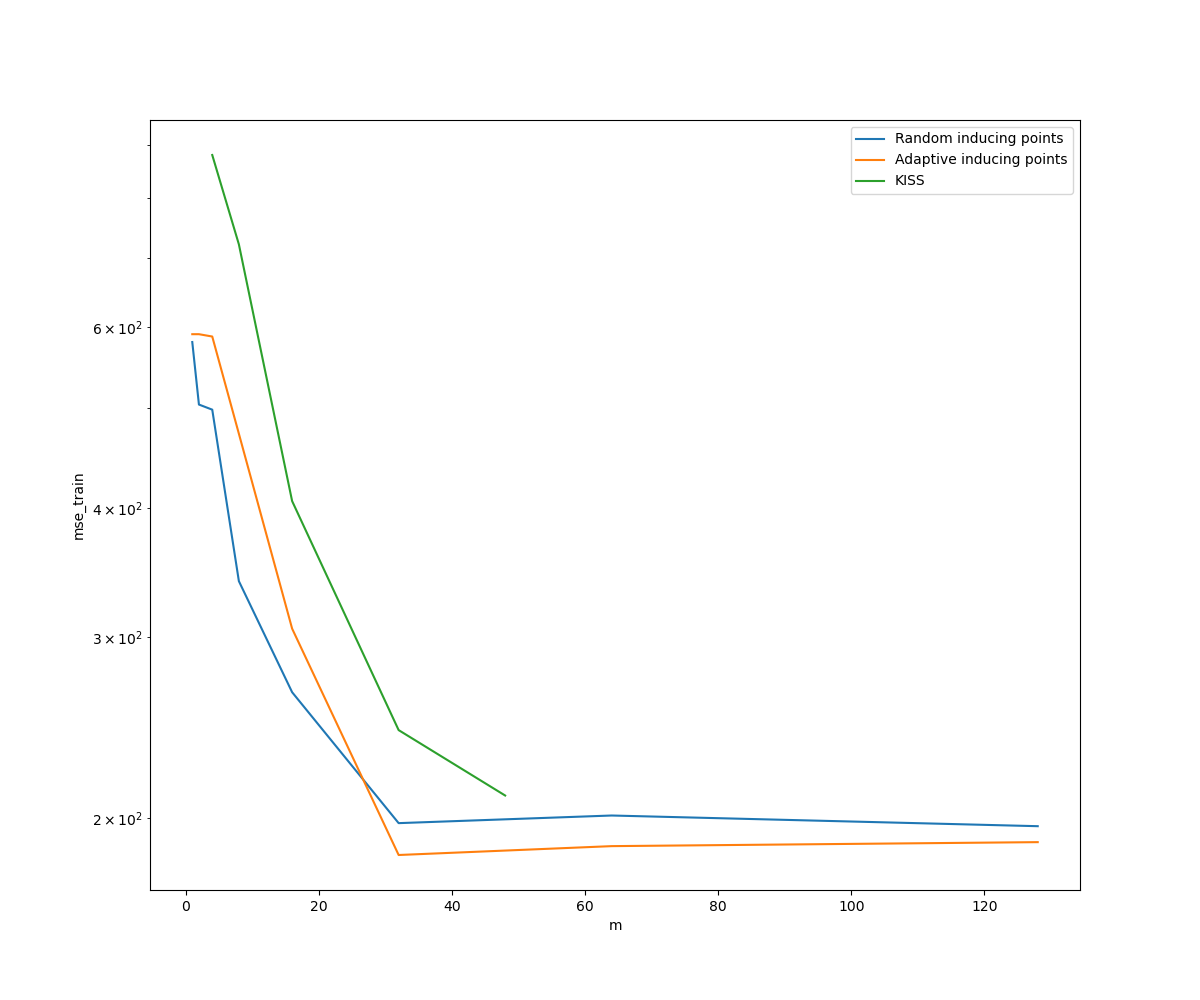 Random inducing points
Adaptive inducing points
KISS
6 × 10²
4 × 10²
3 × 10²
2 × 10²
mse_train
0 20 40 60 80 100 120
m